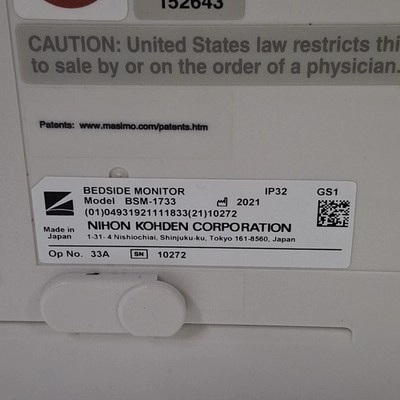 152643
CAUTION: United States law restricts this
to sale by or on the order of a physician.
Patents: www.masimo.com/patents.htm
BEDSIDE MONITOR IP32 GS1
Model BSM-1733 2021
(01)04931921111833(21)10272
Made in Japan
NIHON KOHDEN CORPORATION
1-31-4 Nishiochiai, Shinjuku-ku, Tokyo 161-8560, Japan
Op No. 33A SN 10272